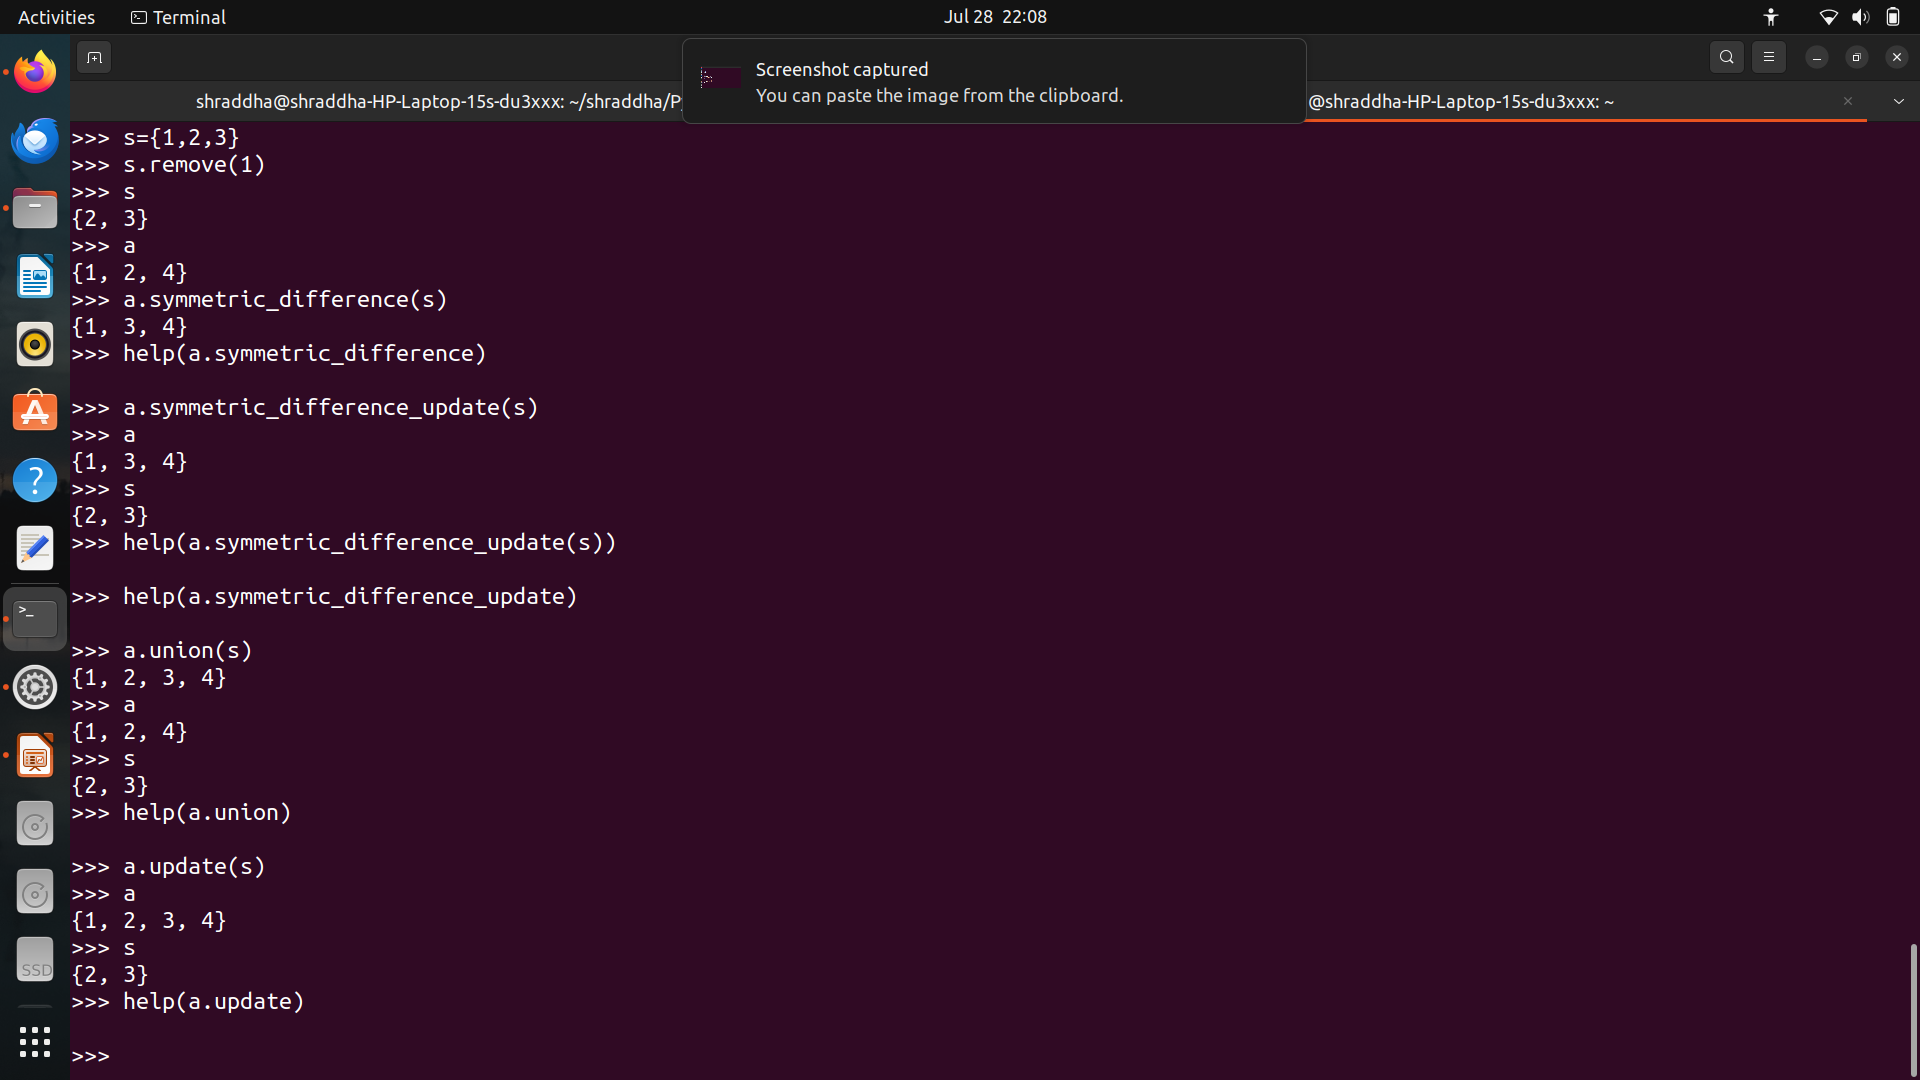 Activities Terminal Jul 28 22:08
Screenshot captured
You can paste the image from the clipboard.
shraddha@shraddha-HP-Laptop-15s-du3xxx: ~/shraddha/P @shraddha-HP-Laptop-15s-du3xxx: ~
>>> s={1,2,3}
>>> s.remove(1)
>>> s
{2, 3}
>>> a
{1, 2, 4}
>>> a.symmetric_difference(s)
{1, 3, 4}
>>> help(a.symmetric_difference)
>>> a.symmetric_difference_update(s)
>>> a
{1, 3, 4}
>>> s
{2, 3}
>>> help(a.symmetric_difference_update(s))
>>> help(a.symmetric_difference_update)
>>> a.union(s)
{1, 2, 3, 4}
>>> a
{1, 2, 4}
>>> s
{2, 3}
>>> help(a.union)
>>> a.update(s)
>>> a
{1, 2, 3, 4}
>>> s
{2, 3}
>>> help(a.update)
>>>
SSD